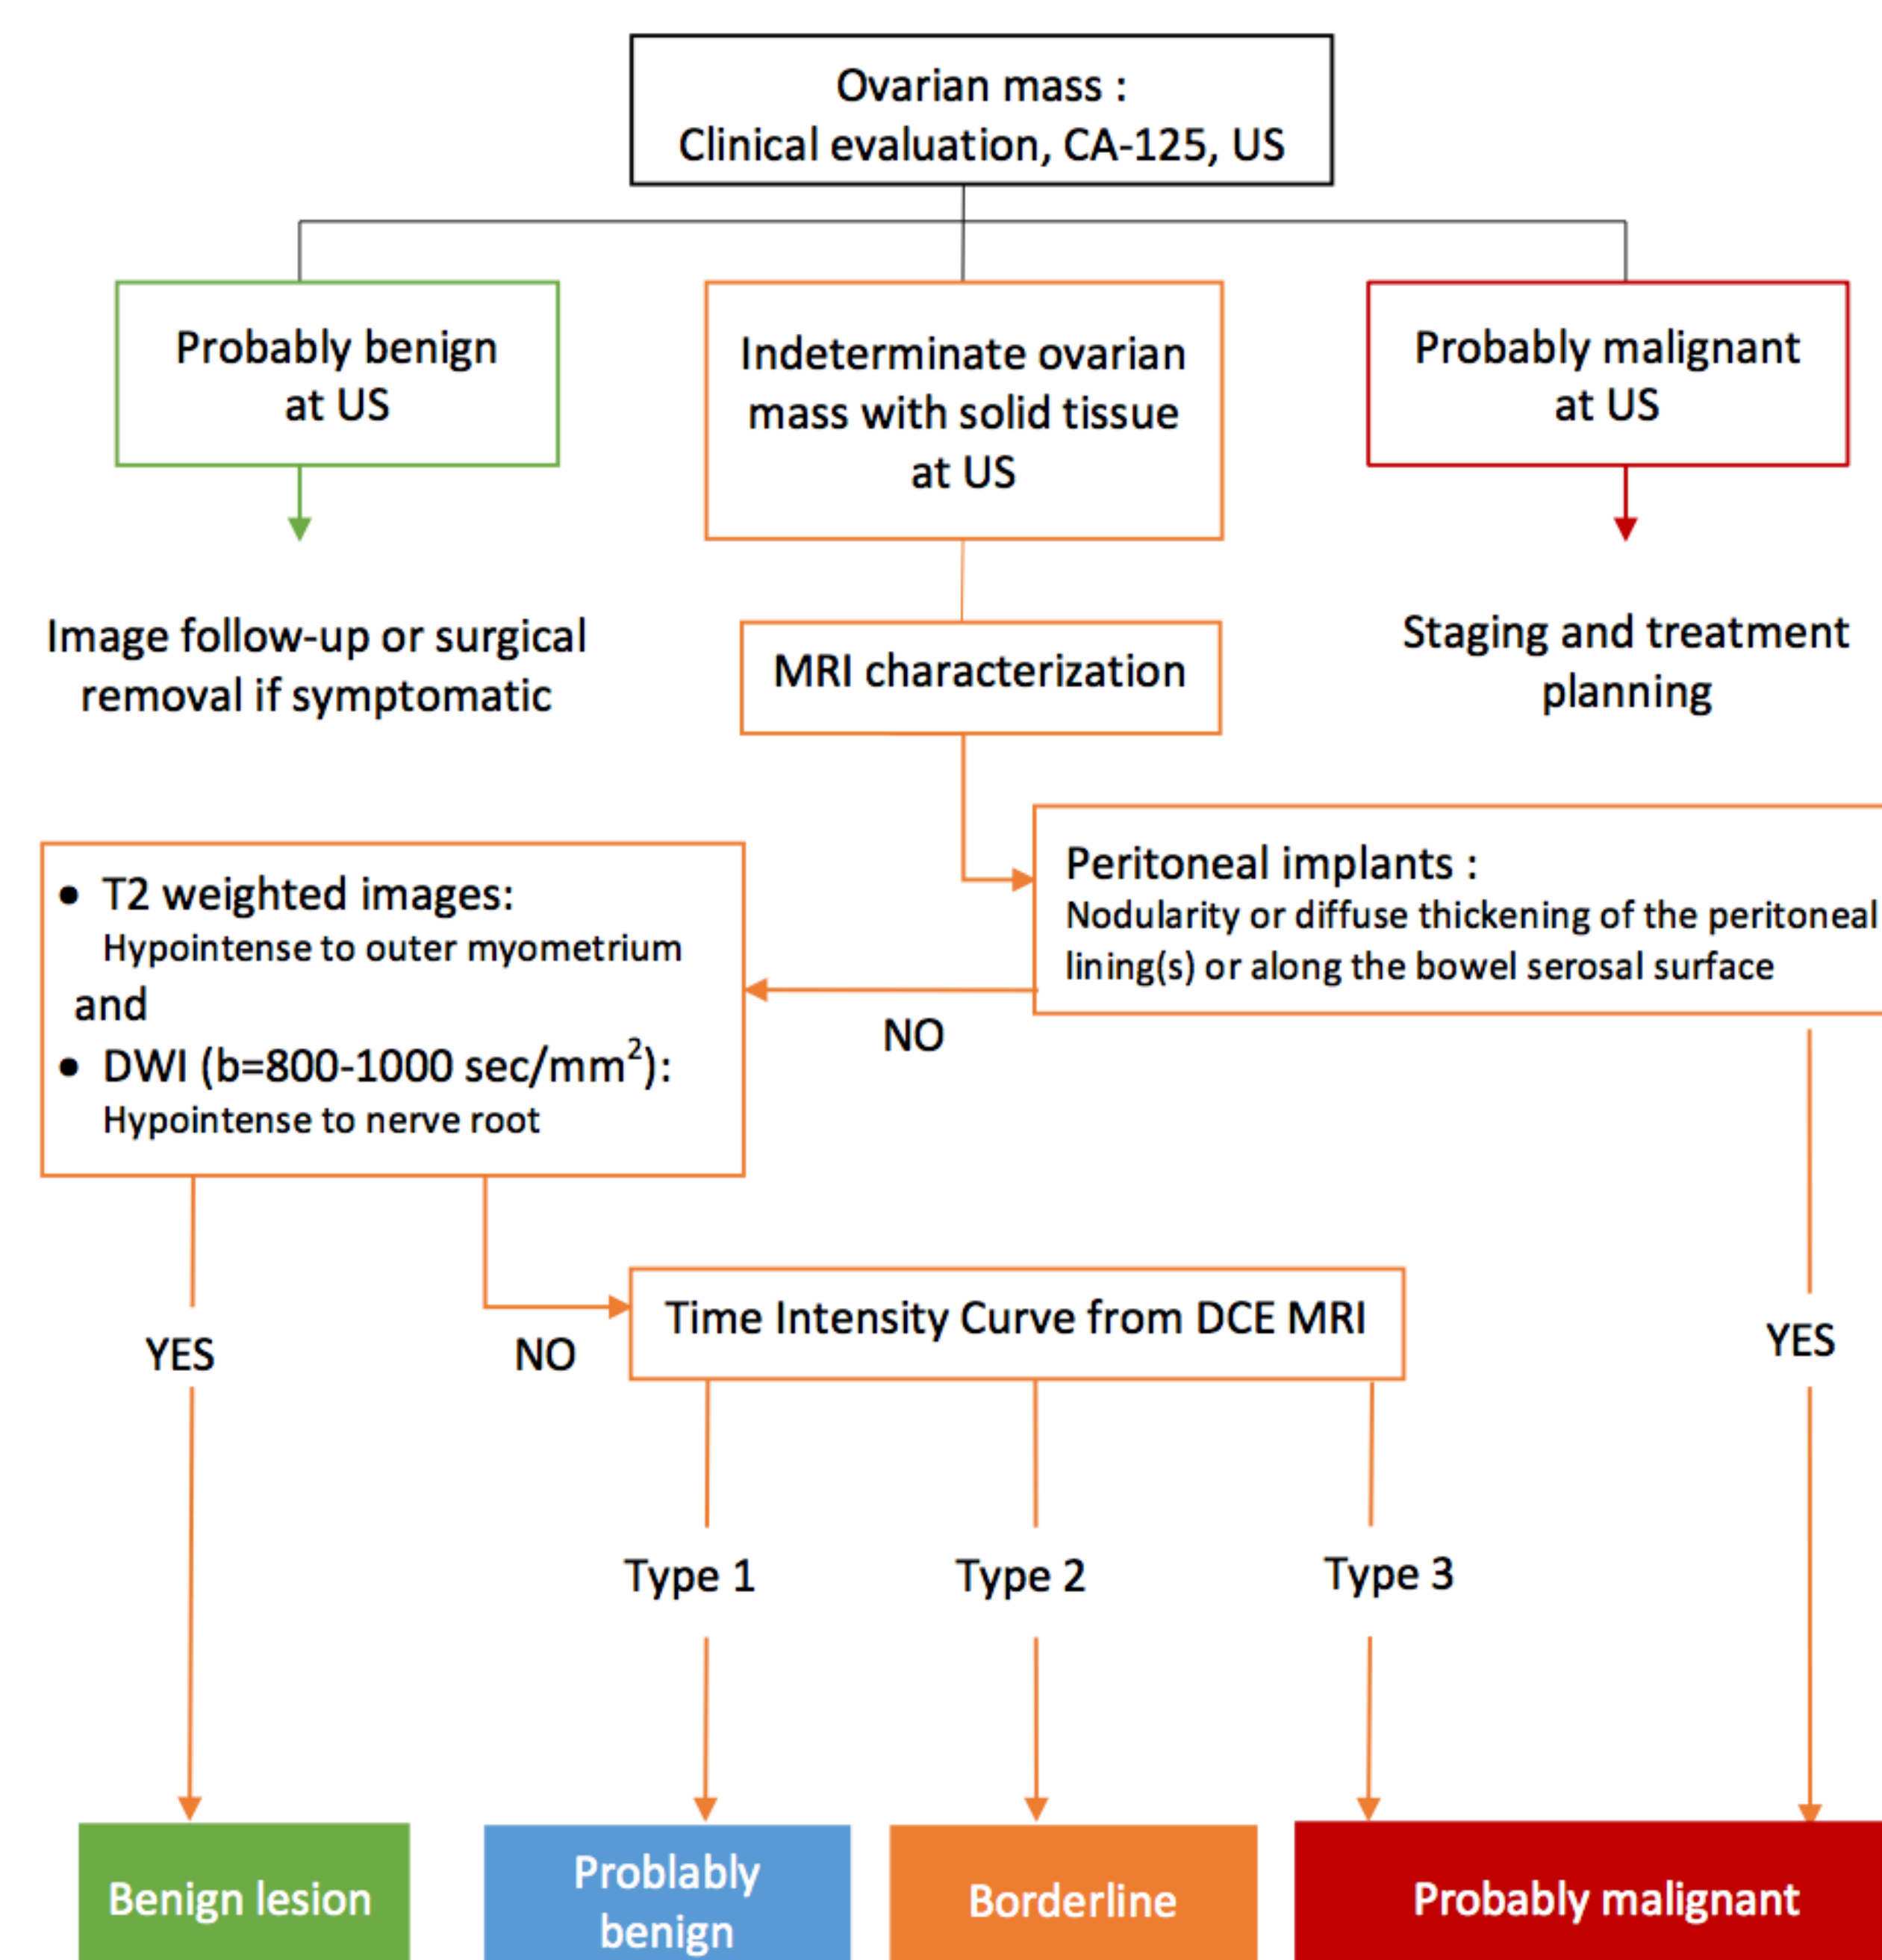 Ovarian mass :
Clinical evaluation, CA-125, US
Probably benign
at US
Indeterminate ovarian
mass with solid tissue
at US
Probably malignant
at US
Image follow-up or surgical
removal if symptomatic
MRI characterization
Staging and treatment
planning
Peritoneal implants :
Nodularity or diffuse thickening of the peritoneal
lining(s) or along the bowel serosal surface
• T2 weighted images:
Hypointense to outer myometrium
and
• DWI (b=800-1000 sec/mm²):
Hypointense to nerve root
NO
YES
NO
Time Intensity Curve from DCE MRI
YES
Type 1
Type 2
Type 3
Benign lesion
Problably
benign
Borderline
Probably malignant